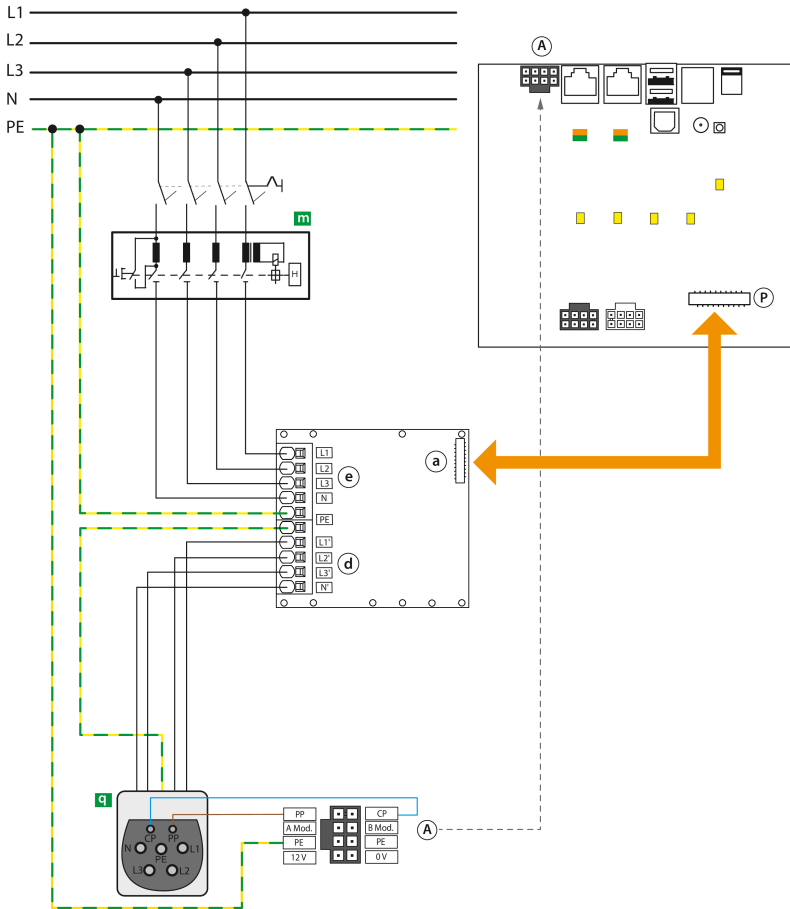 L1
L2
L3
N
PE
A
m
H
P
a
e
L1
L2
L3
N
PE
d
L1'
L2'
L3'
N'
q
CP PP
N L1
PE
L3 L2
PP CP
A Mod. B Mod.
PE PE
12 V 0 V
A